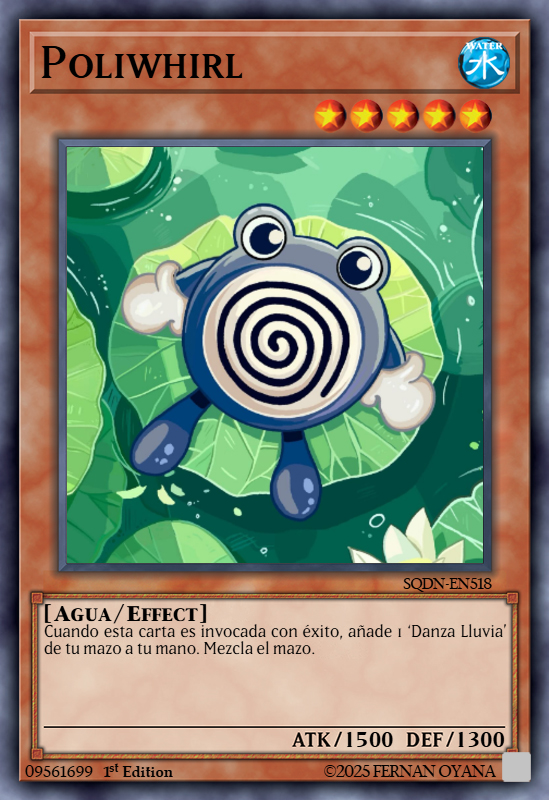 Poliwhirl
WATER
水
SQDN-EN518
[Agua/Effect]
Cuando esta carta es invocada con éxito, añade 1 ‘Danza Lluvia’
de tu mazo a tu mano. Mezcla el mazo.
ATK/1500 DEF/1300
09561699 1st Edition ©2025 FERNAN OYANA